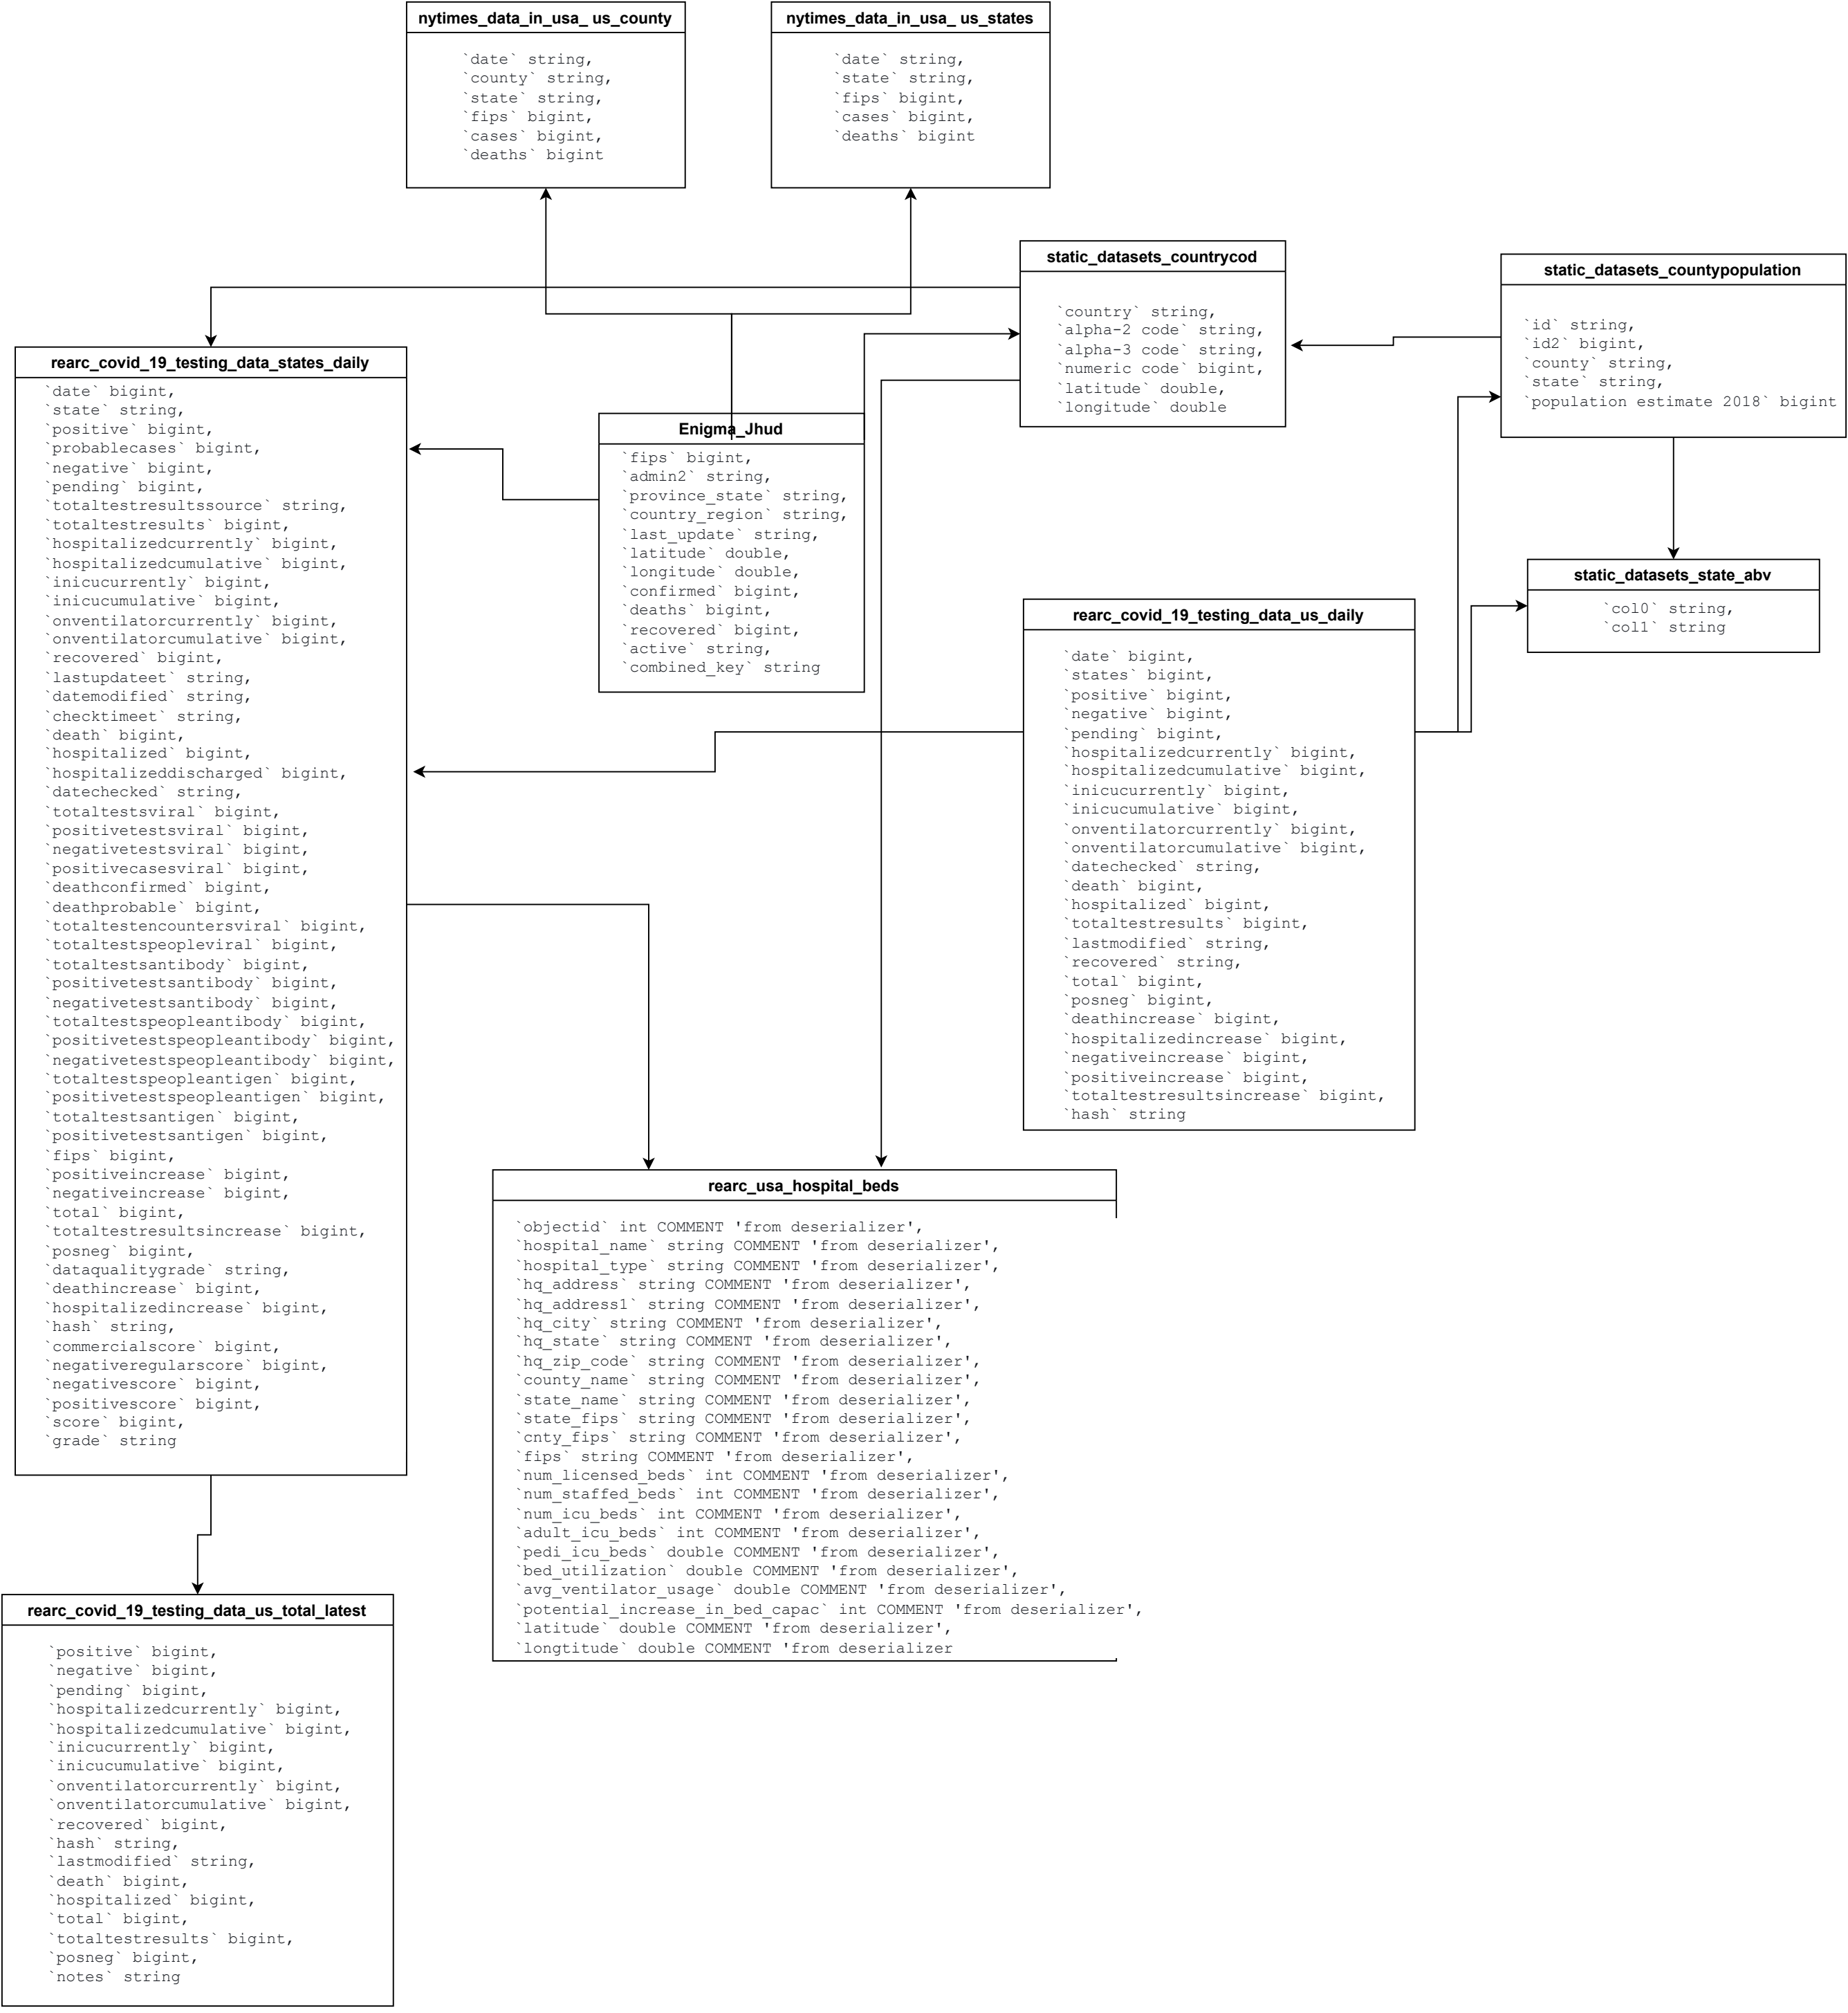 nytimes_data_in_usa_ us_county
`date` string,
`county` string,
`state` string,
`fips` bigint,
`cases` bigint,
`deaths` bigint
nytimes_data_in_usa_ us_states
`date` string,
`state` string,
`fips` bigint,
`cases` bigint,
`deaths` bigint
static_datasets_countrycod
`country` string,
`alpha-2 code` string,
`alpha-3 code` string,
`numeric code` bigint,
`latitude` double,
`longitude` double
static_datasets_countypopulation
`id` string,
`id2` bigint,
`county` string,
`state` string,
`population estimate 2018` bigint
rearc_covid_19_testing_data_states_daily
`date` bigint,
`state` string,
`positive` bigint,
`probablecases` bigint,
`negative` bigint,
`pending` bigint,
`totaltestresultssource` string,
`totaltestresults` bigint,
`hospitalizedcurrently` bigint,
`hospitalizedcumulative` bigint,
`inicucurrently` bigint,
`inicucumulative` bigint,
`onventilatorcurrently` bigint,
`onventilatorcumulative` bigint,
`recovered` bigint,
`lastupdateet` string,
`datemodified` string,
`checktimeet` string,
`death` bigint,
`hospitalized` bigint,
`hospitalizeddischarged` bigint,
`datechecked` string,
`totaltestsviral` bigint,
`positivetestsviral` bigint,
`negativetestsviral` bigint,
`positivecasesviral` bigint,
`deathconfirmed` bigint,
`deathprobable` bigint,
`totaltestencountersviral` bigint,
`totaltestspeopleviral` bigint,
`totaltestsantibody` bigint,
`positivetestsantibody` bigint,
`negativetestsantibody` bigint,
`totaltestspeopleantibody` bigint,
`positivetestspeopleantibody` bigint,
`negativetestspeopleantibody` bigint,
`totaltestspeopleantigen` bigint,
`positivetestspeopleantigen` bigint,
`totaltestsantigen` bigint,
`positivetestsantigen` bigint,
`fips` bigint,
`positiveincrease` bigint,
`negativeincrease` bigint,
`total` bigint,
`totaltestresultsincrease` bigint,
`posneg` bigint,
`dataqualitygrade` string,
`deathincrease` bigint,
`hospitalizedincrease` bigint,
`hash` string,
`commercialscore` bigint,
`negativeregularscore` bigint,
`negativescore` bigint,
`positivescore` bigint,
`score` bigint,
`grade` string
Enigma_Jhud
`fips` bigint,
`admin2` string,
`province_state` string,
`country_region` string,
`last_update` string,
`latitude` double,
`longitude` double,
`confirmed` bigint,
`deaths` bigint,
`recovered` bigint,
`active` string,
`combined_key` string
static_datasets_state_abv
`col0` string,
`col1` string
rearc_covid_19_testing_data_us_daily
`date` bigint,
`states` bigint,
`positive` bigint,
`negative` bigint,
`pending` bigint,
`hospitalizedcurrently` bigint,
`hospitalizedcumulative` bigint,
`inicucurrently` bigint,
`inicucumulative` bigint,
`onventilatorcurrently` bigint,
`onventilatorcumulative` bigint,
`datechecked` string,
`death` bigint,
`hospitalized` bigint,
`totaltestresults` bigint,
`lastmodified` string,
`recovered` string,
`total` bigint,
`posneg` bigint,
`deathincrease` bigint,
`hospitalizedincrease` bigint,
`negativeincrease` bigint,
`positiveincrease` bigint,
`totaltestresultsincrease` bigint,
`hash` string
rearc_usa_hospital_beds
`objectid` int COMMENT 'from deserializer',
`hospital_name` string COMMENT 'from deserializer',
`hospital_type` string COMMENT 'from deserializer',
`hq_address` string COMMENT 'from deserializer',
`hq_address1` string COMMENT 'from deserializer',
`hq_city` string COMMENT 'from deserializer',
`hq_state` string COMMENT 'from deserializer',
`hq_zip_code` string COMMENT 'from deserializer',
`county_name` string COMMENT 'from deserializer',
`state_name` string COMMENT 'from deserializer',
`state_fips` string COMMENT 'from deserializer',
`cnty_fips` string COMMENT 'from deserializer',
`fips` string COMMENT 'from deserializer',
`num_licensed_beds` int COMMENT 'from deserializer',
`num_staffed_beds` int COMMENT 'from deserializer',
`num_icu_beds` int COMMENT 'from deserializer',
`adult_icu_beds` int COMMENT 'from deserializer',
`pedi_icu_beds` double COMMENT 'from deserializer',
`bed_utilization` double COMMENT 'from deserializer',
`avg_ventilator_usage` double COMMENT 'from deserializer',
`potential_increase_in_bed_capac` int COMMENT 'from deserializer',
`latitude` double COMMENT 'from deserializer',
`longtitude` double COMMENT 'from deserializer
rearc_covid_19_testing_data_us_total_latest
`positive` bigint,
`negative` bigint,
`pending` bigint,
`hospitalizedcurrently` bigint,
`hospitalizedcumulative` bigint,
`inicucurrently` bigint,
`inicucumulative` bigint,
`onventilatorcurrently` bigint,
`onventilatorcumulative` bigint,
`recovered` bigint,
`hash` string,
`lastmodified` string,
`death` bigint,
`hospitalized` bigint,
`total` bigint,
`totaltestresults` bigint,
`posneg` bigint,
`notes` string